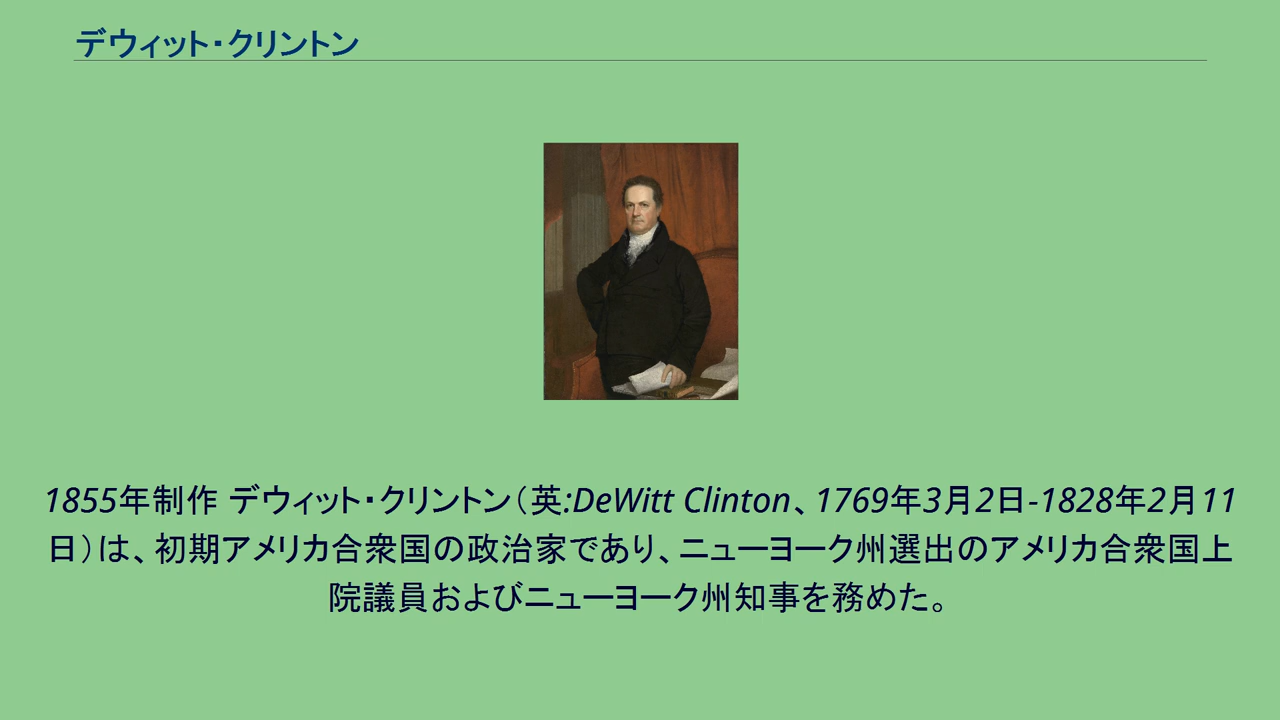 デウィット・クリントン
1855年制作 デウィット・クリントン（英:DeWitt Clinton、1769年3月2日-1828年2月11
日）は、初期アメリカ合衆国の政治家であり、ニューヨーク州選出のアメリカ合衆国上
院議員およびニューヨーク州知事を務めた。